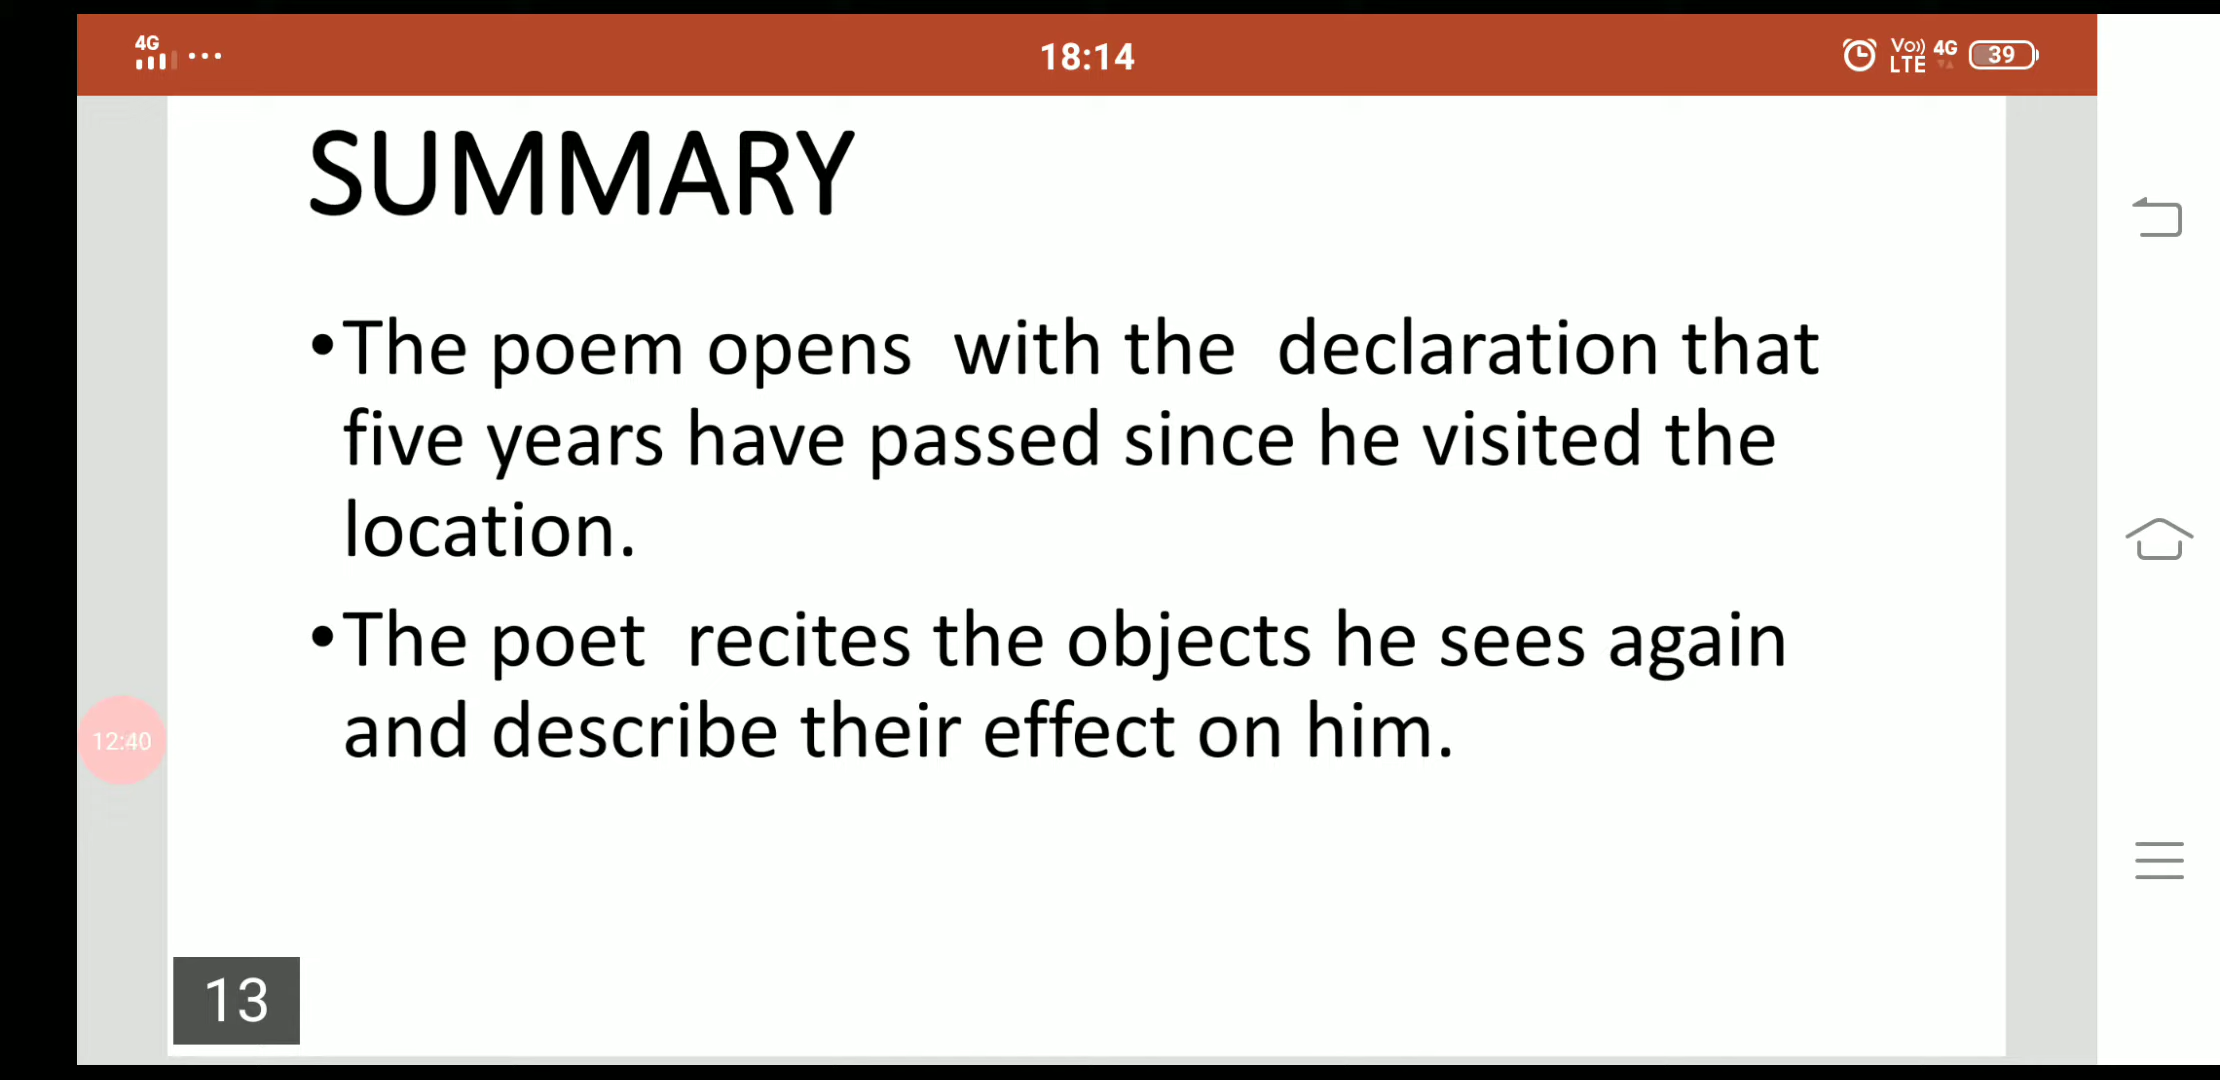 4G
18:14
Vo)) 4G 39
LTE
SUMMARY
•The poem opens  with the  declaration that
five years have passed since he visited the
location.
•The poet  recites the objects he sees again
and describe their effect on him.
12:40
13